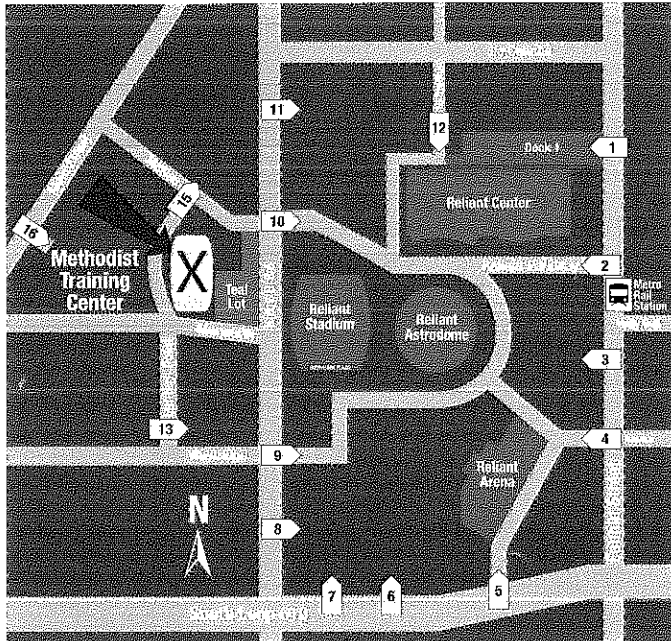 11
12
1
Dock 1
Reliant Center
15
10
16
Methodist
Training
Center
X
Teal
Lot
2
Reliant
Stadium
Reliant
Astrodome
Metro
Rail
Station
3
13
9
4
Reliant
Arena
N
8
7
6
5